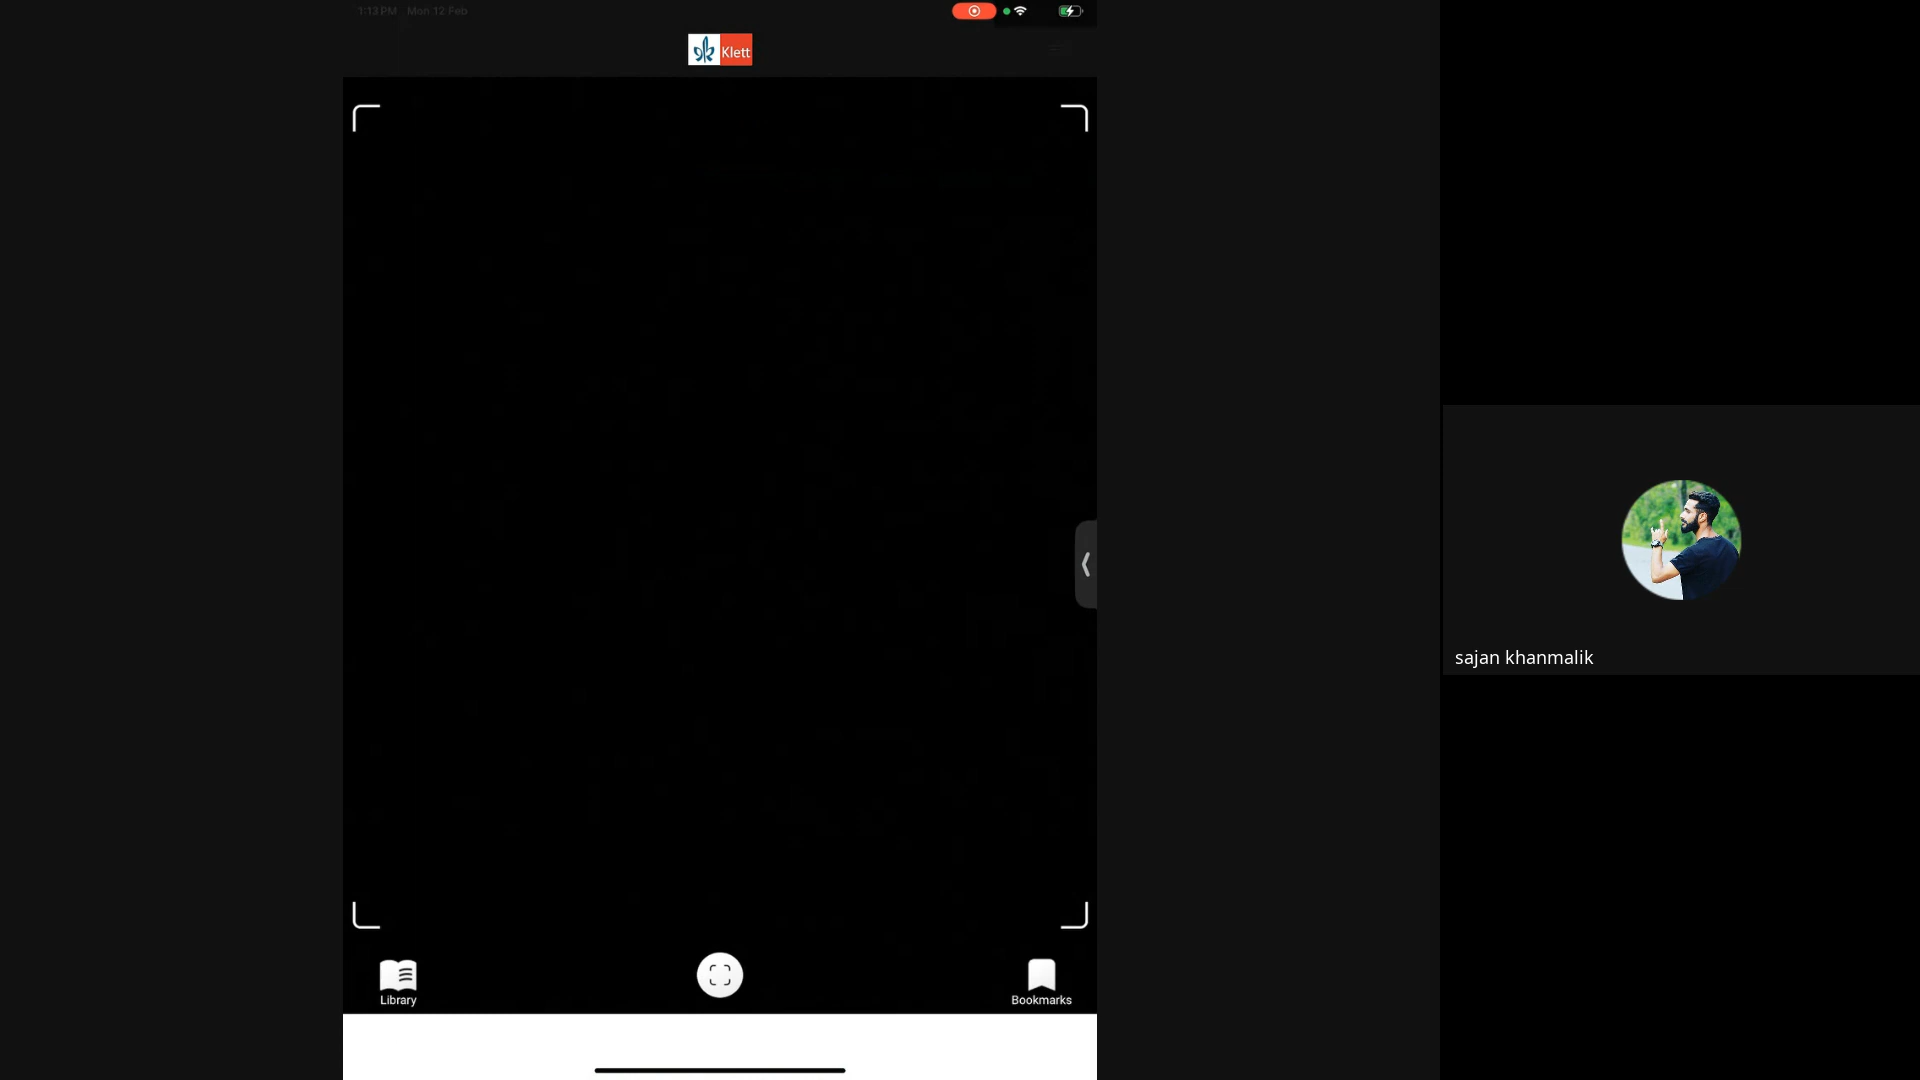 1:13 PM Mon 12 Feb
Klett
Library
Bookmarks
sajan khanmalik